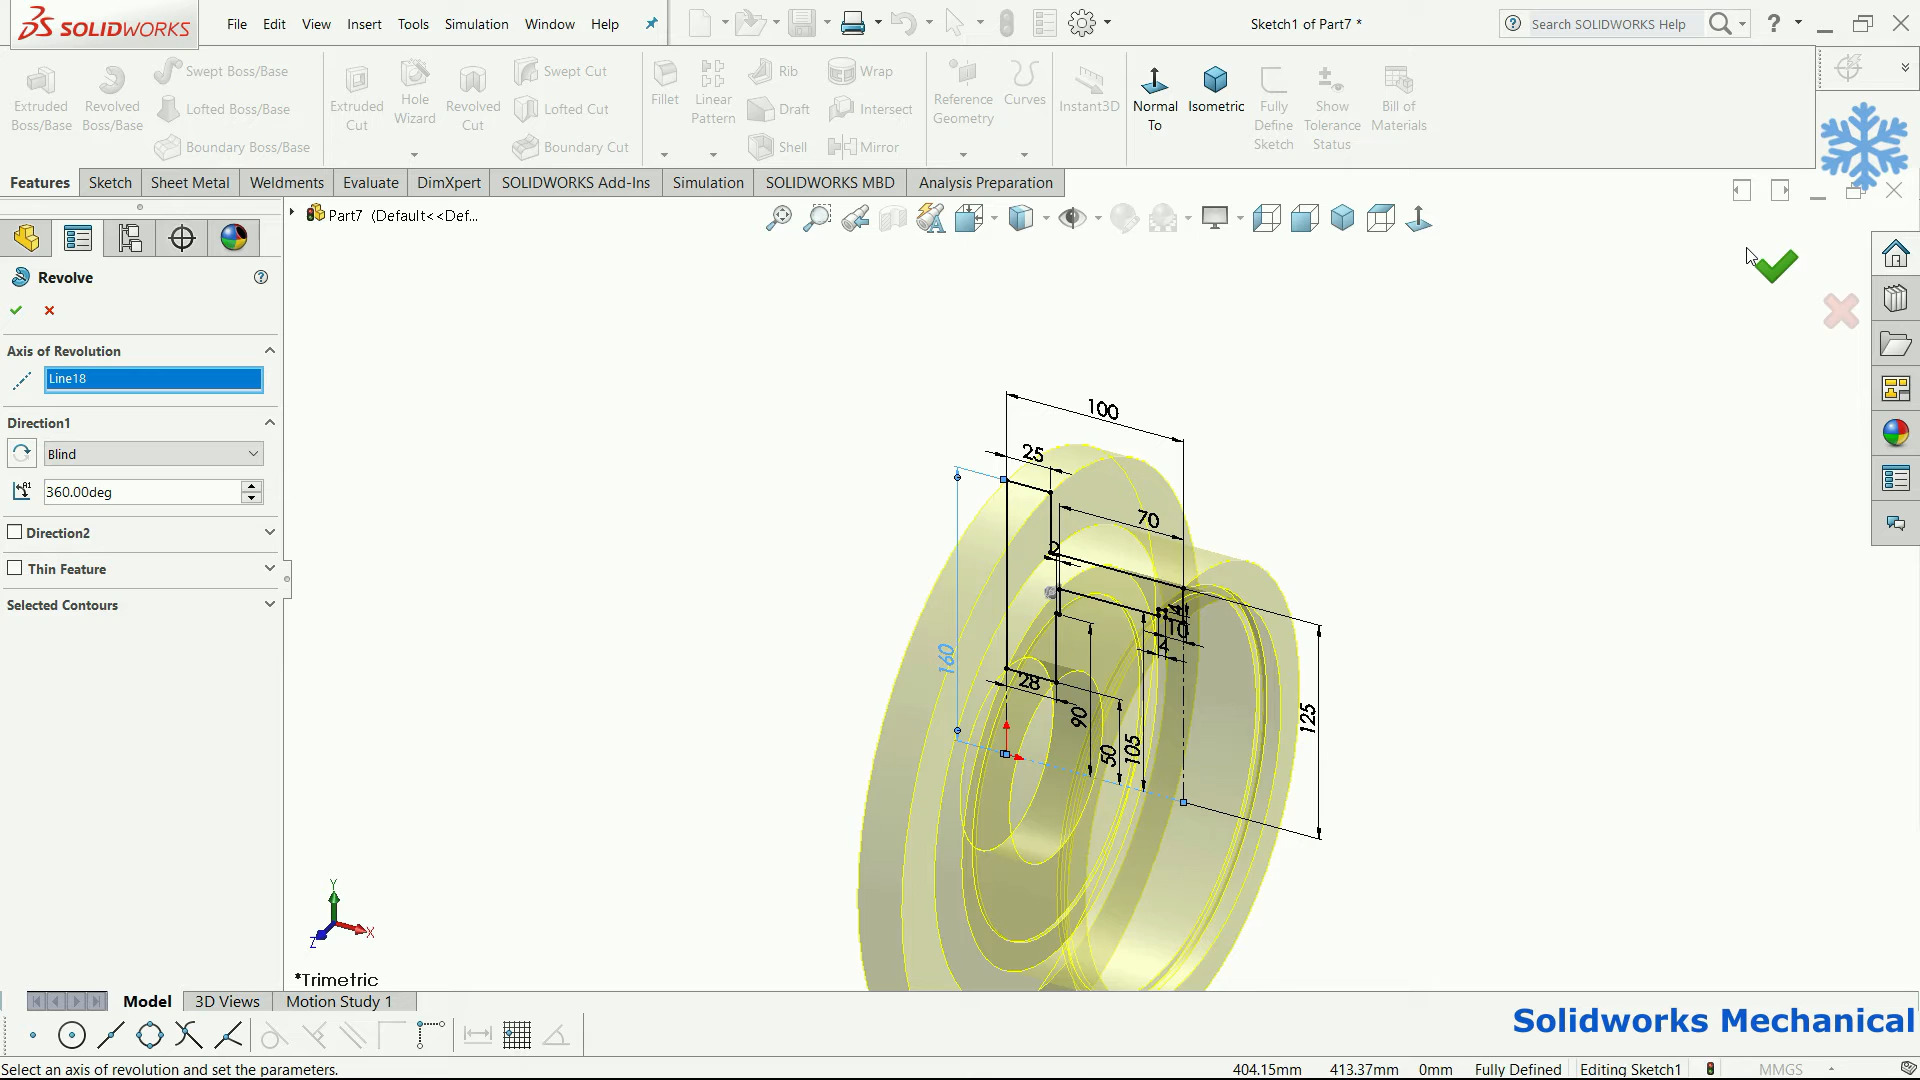 SOLIDWORKS
File Edit View Insert Tools Simulation Window Help
Sketch1 of Part7 *
Search SOLIDWORKS Help
Extruded Boss/Base
Revolved Boss/Base
Swept Boss/Base
Lofted Boss/Base
Boundary Boss/Base
Extruded Cut
Hole Wizard
Revolved Cut
Swept Cut
Lofted Cut
Boundary Cut
Fillet
Linear Pattern
Rib
Draft
Shell
Wrap
Intersect
Mirror
Reference Geometry
Curves
Instant3D
Normal To
Isometric
Fully Define Sketch
Show Tolerance Status
Bill of Materials
Features Sketch Sheet Metal Weldments Evaluate DimXpert SOLIDWORKS Add-Ins Simulation SOLIDWORKS MBD Analysis Preparation
Part7 (Default<<Def...
Revolve
Axis of Revolution
Line18
Direction1
Blind
360.00deg
Direction2
Thin Feature
Selected Contours
100
25
70
2
4
10
4
160
28
90
50
105
125
Y
X
Z
*Trimetric
Model 3D Views Motion Study 1
Solidworks Mechanical
Select an axis of revolution and set the parameters.
404.15mm 413.37mm 0mm Fully Defined Editing Sketch1 MMGS